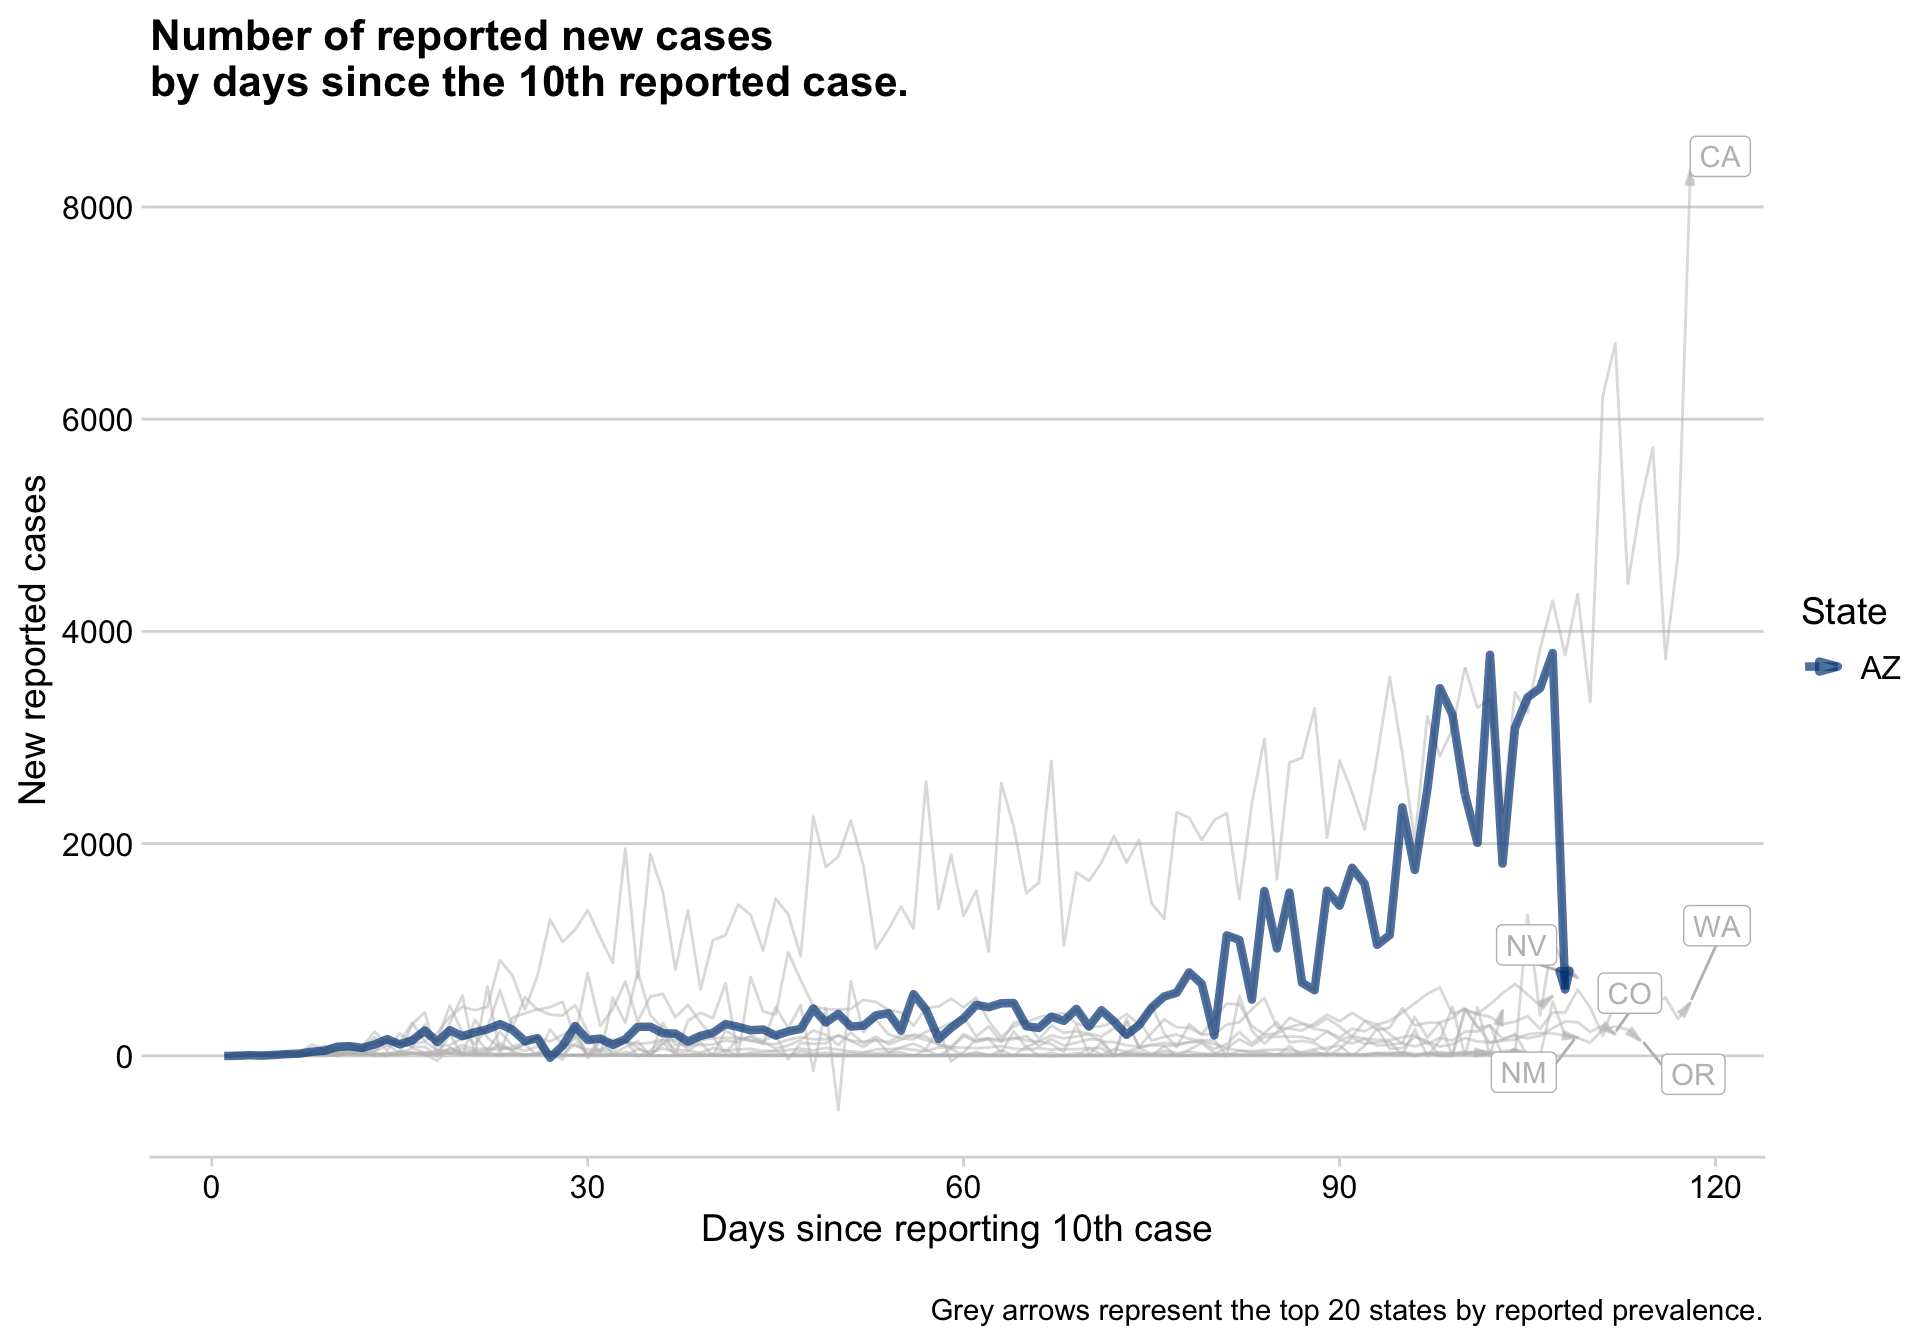 Number of reported new cases
by days since the 10th reported case.
CA
8000
6000
4000
2000
0
New reported cases
NV
WA
CO
NM
OR
State
AZ
0 30 60 90 120
Days since reporting 10th case
Grey arrows represent the top 20 states by reported prevalence.